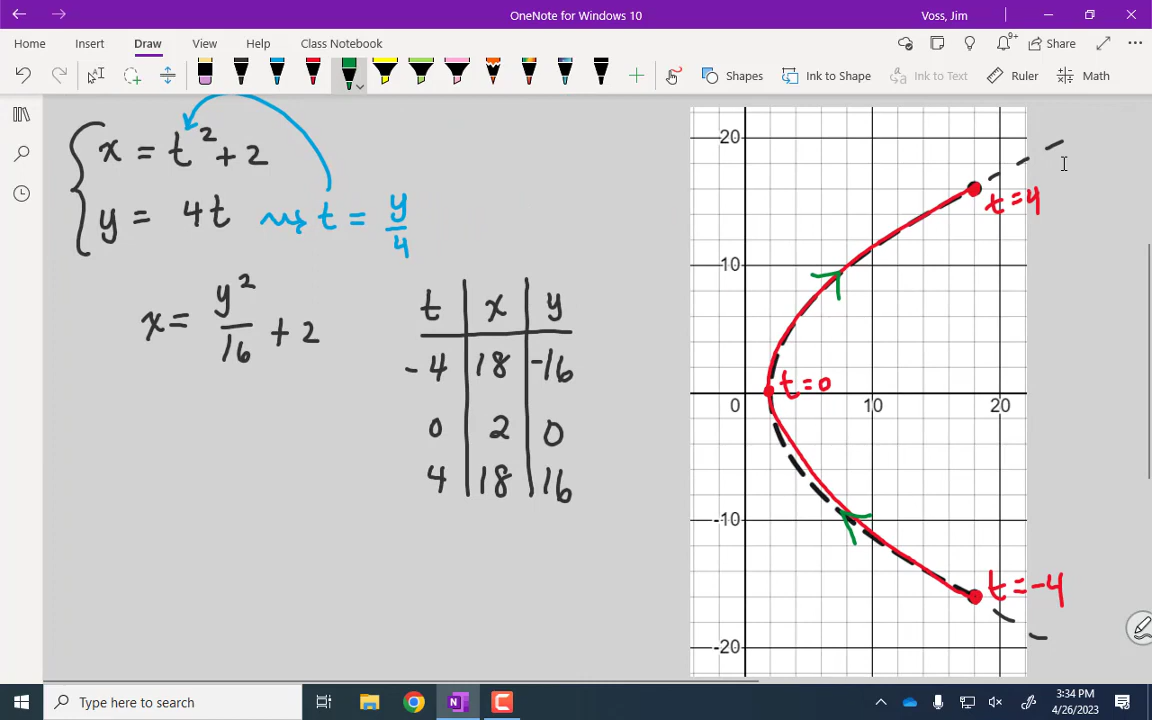 OneNote for Windows 10
Voss, Jim
Home Insert Draw View Help Class Notebook
9+
Share
Shapes Ink to Shape Ink to Text Ruler Math
x = t² + 2
y = 4t ⇝ t = y/4
x = y²/16 + 2
t x y
-4 18 -16
0 2 0
4 18 16
20
t = 4
10
t = 0
0 10 20
-10
t = -4
-20
Type here to search
3:34 PM
4/26/2023